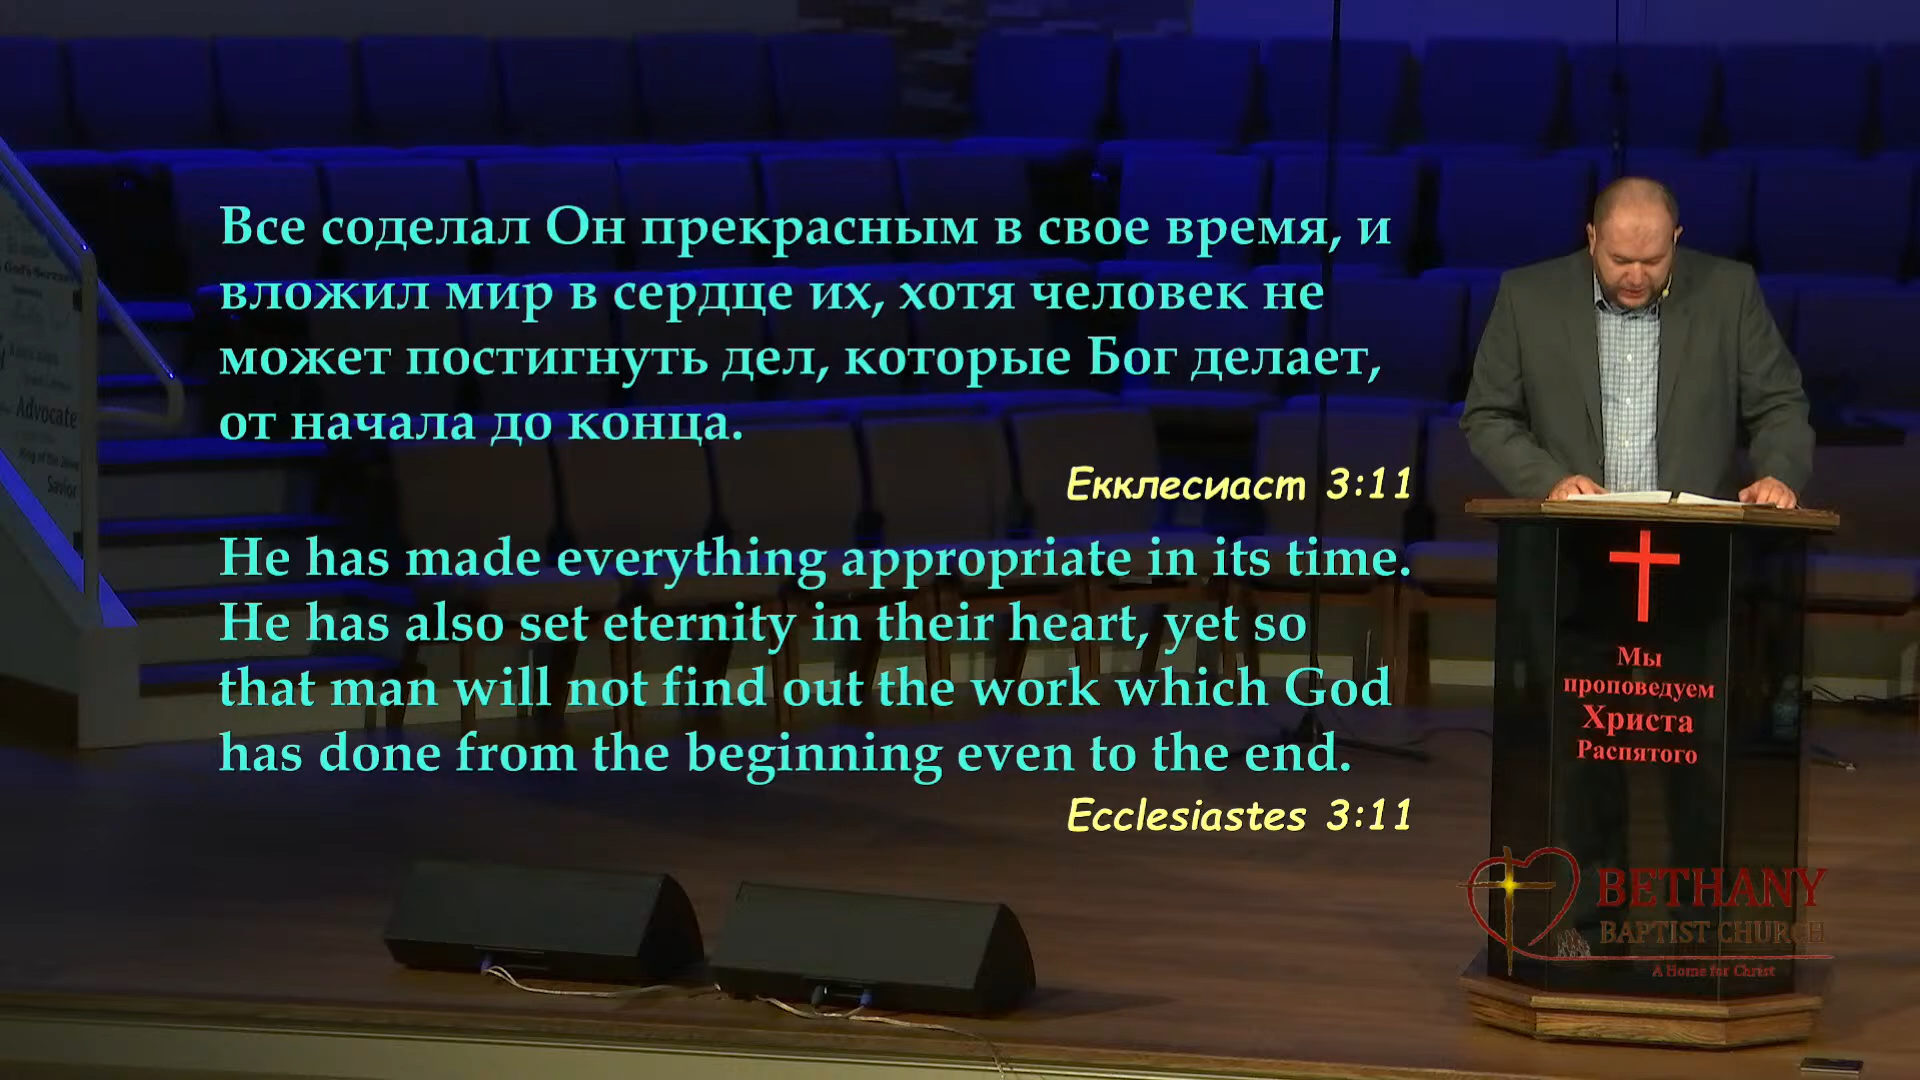 Все соделал Он прекрасным в свое время, и
вложил мир в сердце их, хотя человек не
может постигнуть дел, которые Бог делает,
от начала до конца.
Екклесиаст 3:11
He has made everything appropriate in its time.
He has also set eternity in their heart, yet so
that man will not find out the work which God
has done from the beginning even to the end.
Ecclesiastes 3:11
Мы
проповедуем
Христа
Распятого
BETHANY
BAPTIST CHURCH
A Home for Christ
Advocate
Savior